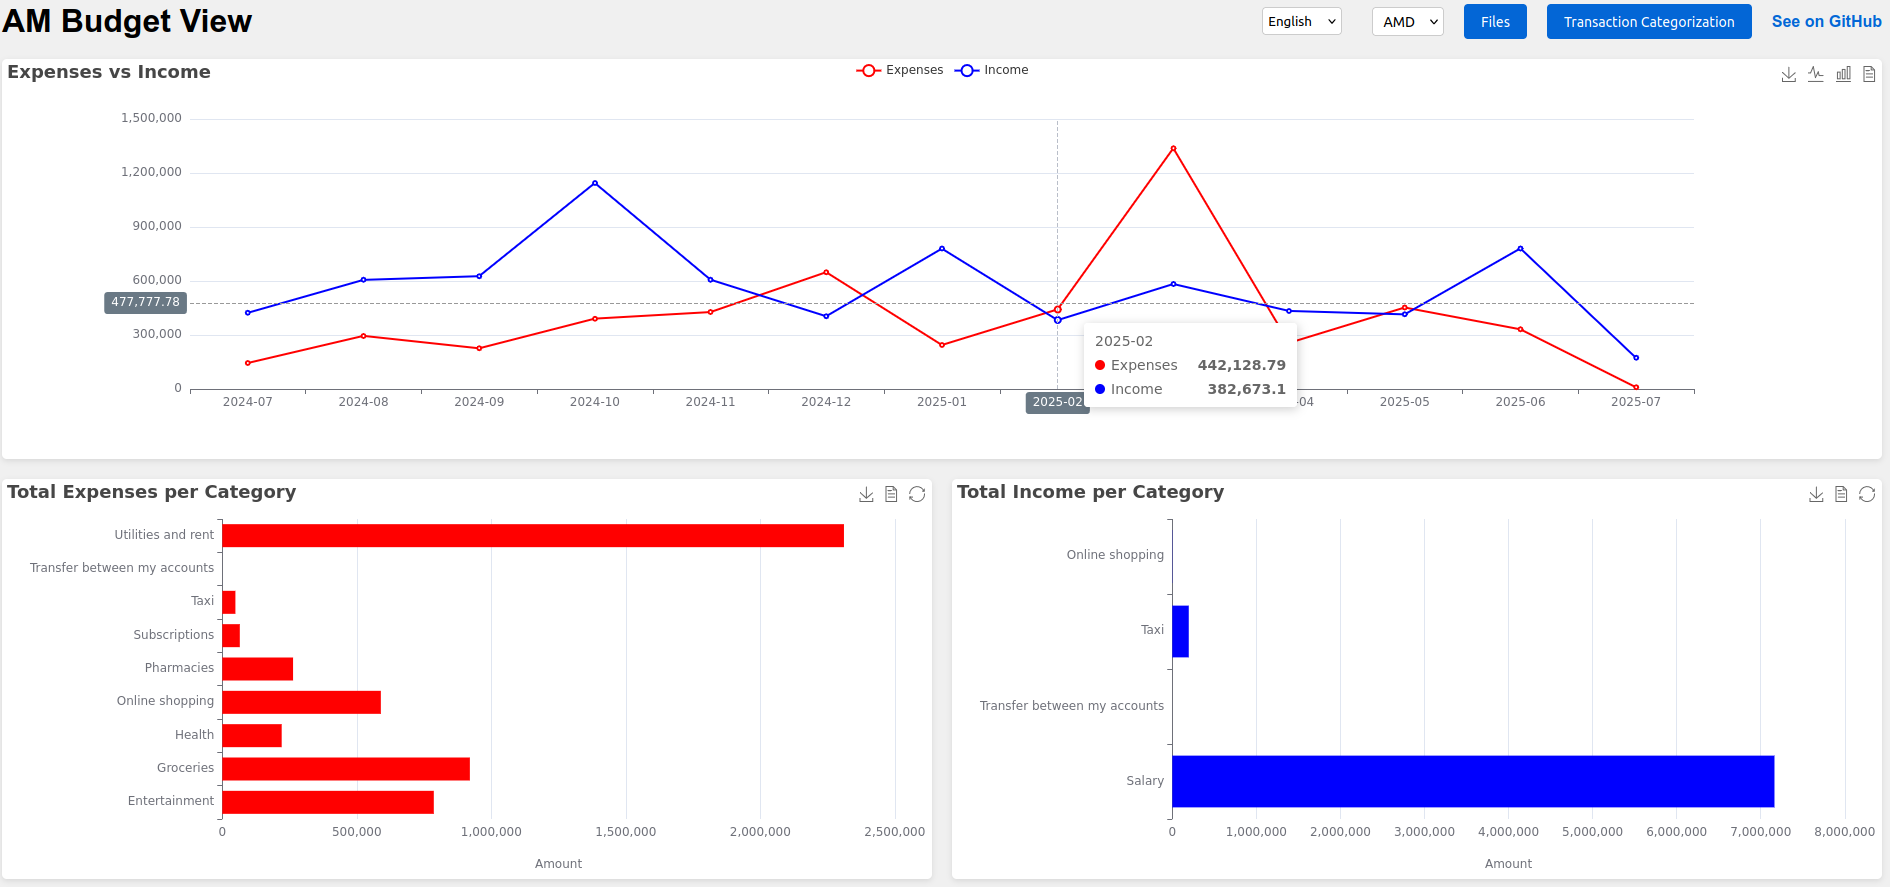 AM Budget View
English
AMD
Files
Transaction Categorization
See on GitHub
Expenses vs Income
Expenses
Income
1,500,000
1,200,000
900,000
600,000
477,777.78
300,000
0
2024-07
2024-08
2024-09
2024-10
2024-11
2024-12
2025-01
2025-02
-04
2025-05
2025-06
2025-07
2025-02
Expenses 442,128.79
Income 382,673.1
Total Expenses per Category
Utilities and rent
Transfer between my accounts
Taxi
Subscriptions
Pharmacies
Online shopping
Health
Groceries
Entertainment
0
500,000
1,000,000
1,500,000
2,000,000
2,500,000
Amount
Total Income per Category
Online shopping
Taxi
Transfer between my accounts
Salary
0
1,000,000
2,000,000
3,000,000
4,000,000
5,000,000
6,000,000
7,000,000
8,000,000
Amount